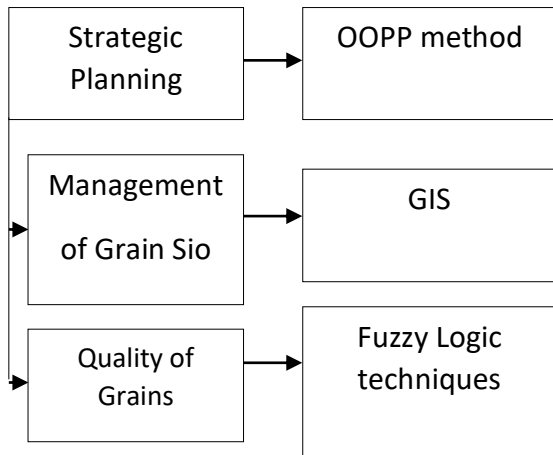 Strategic
Planning
OOPP method
Management
of Grain Sio
GIS
Quality of
Grains
Fuzzy Logic
techniques